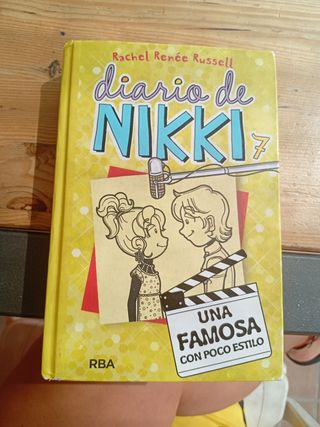 Rachel Renée Russell
diario de
NIKKI 7
UNA
FAMOSA
CON POCO ESTILO
RBA